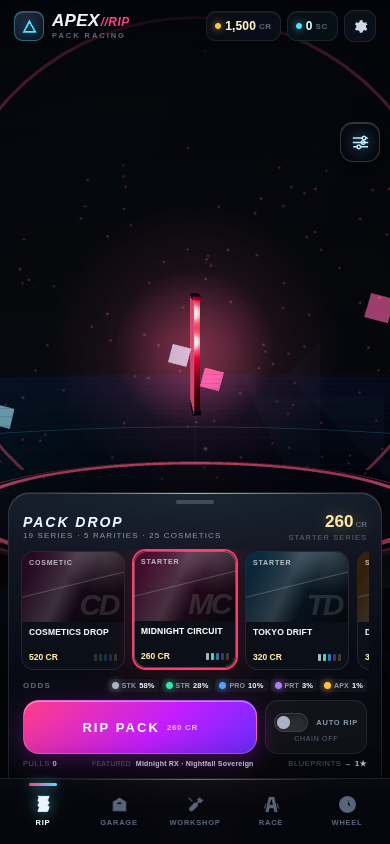 APEX//RIP
PACK RACING
1,500 CR
0 SC
PACK DROP
19 SERIES · 5 RARITIES · 25 COSMETICS
260 CR
STARTER SERIES
COSMETIC
CD
COSMETICS DROP
520 CR
STARTER
MC
MIDNIGHT CIRCUIT
260 CR
STARTER
TD
TOKYO DRIFT
320 CR
S
D
3
ODDS
STK 58%
STR 28%
PRO 10%
PRT 3%
APX 1%
RIP PACK 260 CR
AUTO RIP
CHAIN OFF
PULLS 0
FEATURED Midnight RX · Nightfall Sovereign
BLUEPRINTS → 1★
RIP
GARAGE
WORKSHOP
RACE
WHEEL